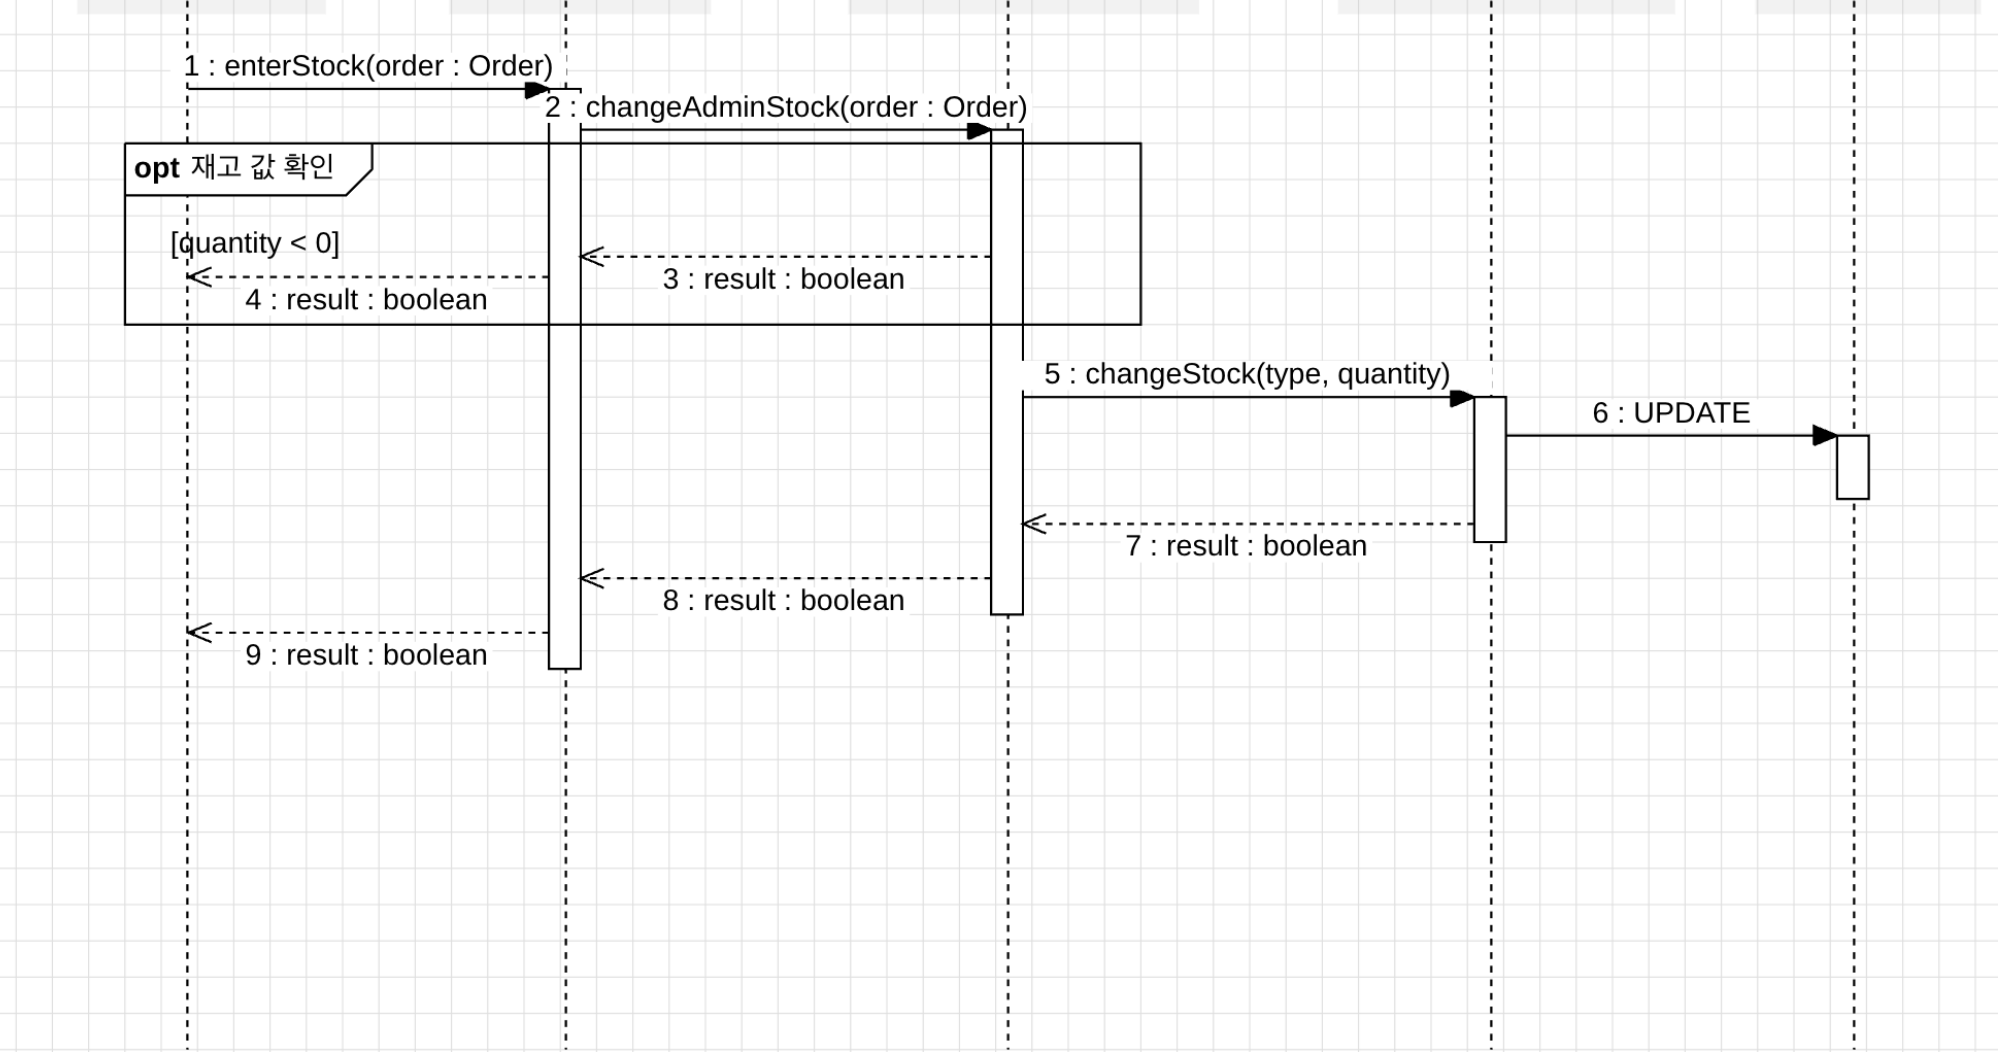 1 : enterStock(order : Order)
2 : changeAdminStock(order : Order)
opt 재고 값 확인
[quantity < 0]
3 : result : boolean
4 : result : boolean
5 : changeStock(type, quantity)
6 : UPDATE
7 : result : boolean
8 : result : boolean
9 : result : boolean